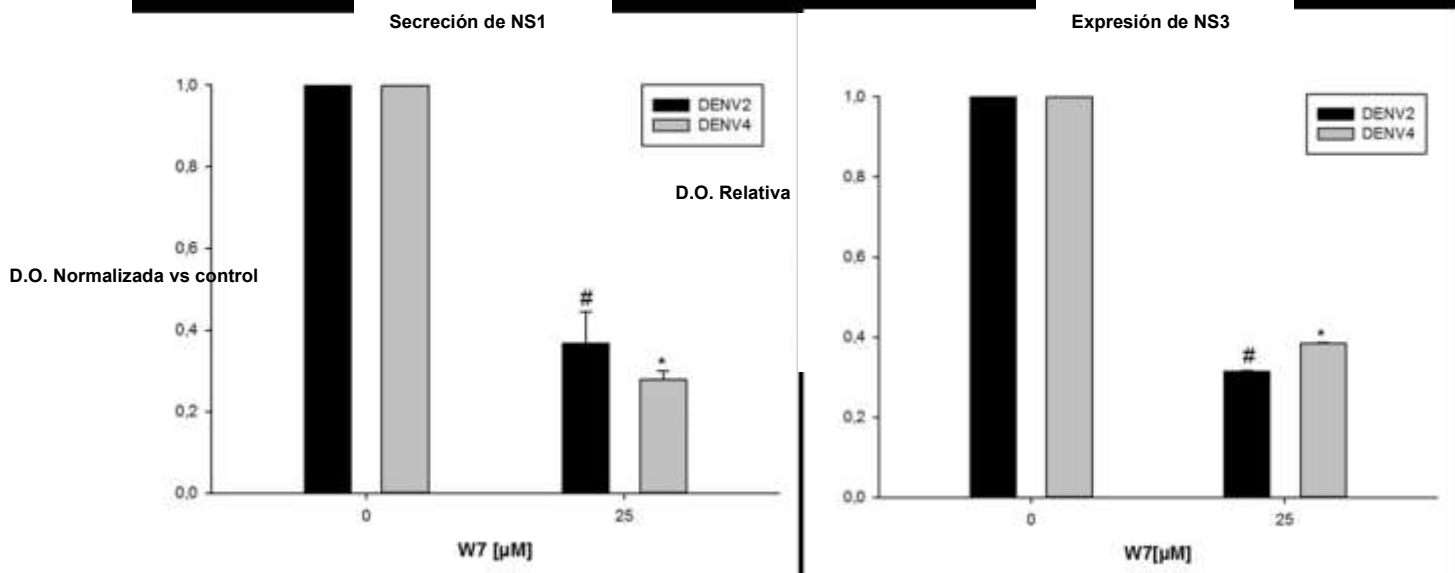 Secreción de NS1
1,0
0,8
0,6
0,4
0,2
0,0
D.O. Normalizada vs control
DENV2
DENV4
#
*
0
25
W7 [µM]
Expresión de NS3
D.O. Relativa
1,0
0,8
0,6
0,4
0,2
0,0
DENV2
DENV4
#
*
0
25
W7[µM]